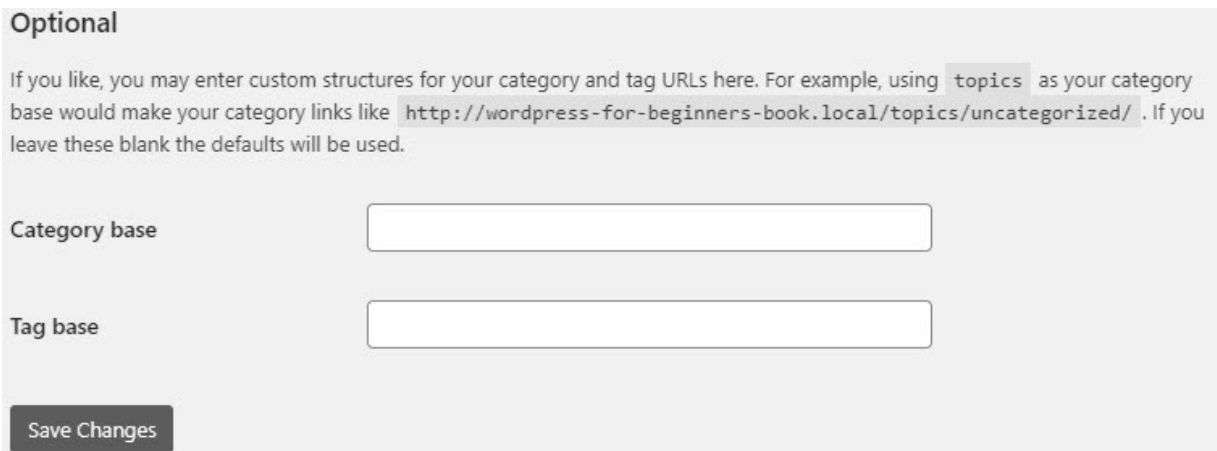 Optional
If you like, you may enter custom structures for your category and tag URLs here. For example, using topics as your category
base would make your category links like http://wordpress-for-beginners-book.local/topics/uncategorized/ . If you
leave these blank the defaults will be used.
Category base
Tag base
Save Changes